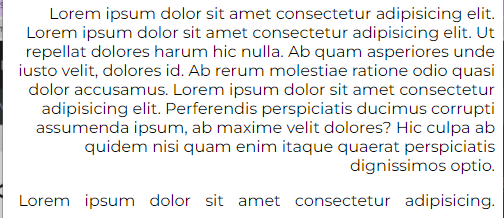 Lorem ipsum dolor sit amet consectetur adipisicing elit.
Lorem ipsum dolor sit amet consectetur adipisicing elit. Ut
repellat dolores harum hic nulla. Ab quam asperiores unde
iusto velit, dolores id. Ab rerum molestiae ratione odio quasi
dolor accusamus. Lorem ipsum dolor sit amet consectetur
adipisicing elit. Perferendis perspiciatis ducimus corrupti
assumenda ipsum, ab maxime velit dolores? Hic culpa ab
quidem nisi quam enim itaque quaerat perspiciatis
dignissimos optio.
Lorem ipsum dolor sit amet consectetur adipisicing.